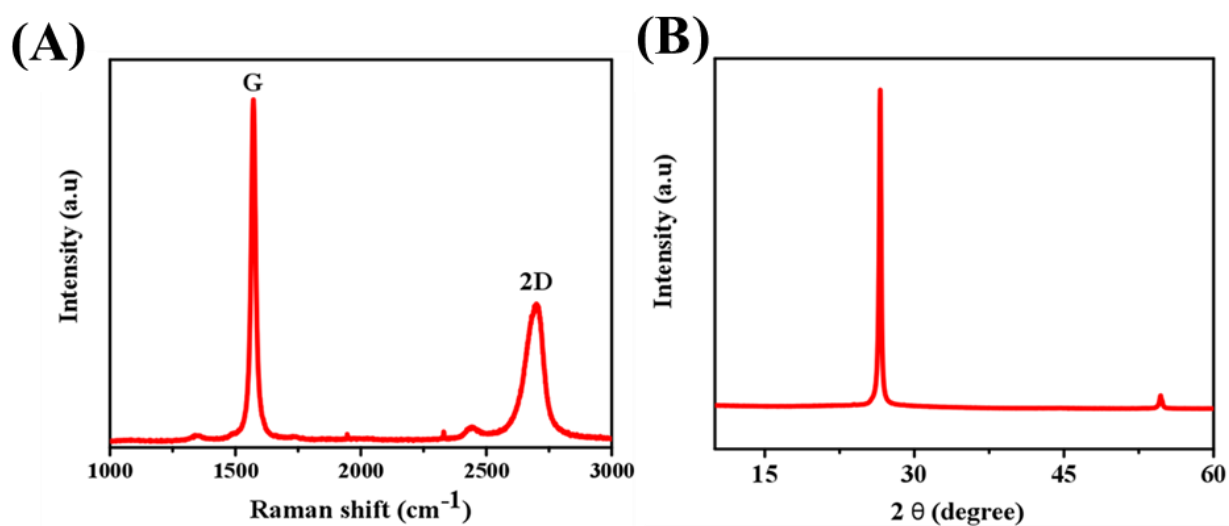 (A)
G
2D
Intensity (a.u)
1000 1500 2000 2500 3000
Raman shift (cm⁻¹)
(B)
Intensity (a.u)
15 30 45 60
2 θ (degree)